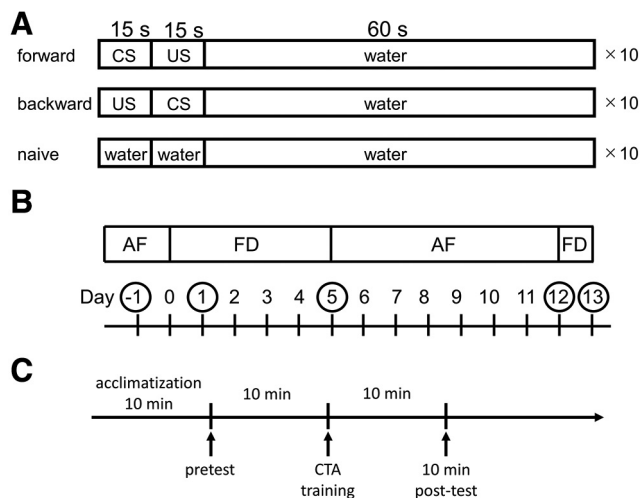 A
15 s 15 s 60 s
forward CS US water ×10
backward US CS water ×10
naive water water water ×10
B
AF FD AF FD
Day -1 0 1 2 3 4 5 6 7 8 9 10 11 12 13
C
acclimatization
10 min 10 min 10 min
pretest CTA 10 min
training post-test